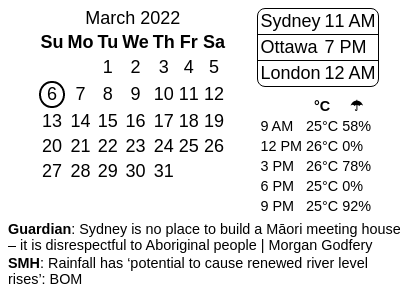 March 2022
Su Mo Tu We Th Fr Sa
1 2 3 4 5
6 7 8 9 10 11 12
13 14 15 16 17 18 19
20 21 22 23 24 25 26
27 28 29 30 31
Sydney 11 AM
Ottawa 7 PM
London 12 AM
°C ☂
9 AM 25°C 58%
12 PM 26°C 0%
3 PM 26°C 78%
6 PM 25°C 0%
9 PM 25°C 92%
Guardian: Sydney is no place to build a Māori meeting house
– it is disrespectful to Aboriginal people | Morgan Godfery
SMH: Rainfall has ‘potential to cause renewed river level
rises’: BOM